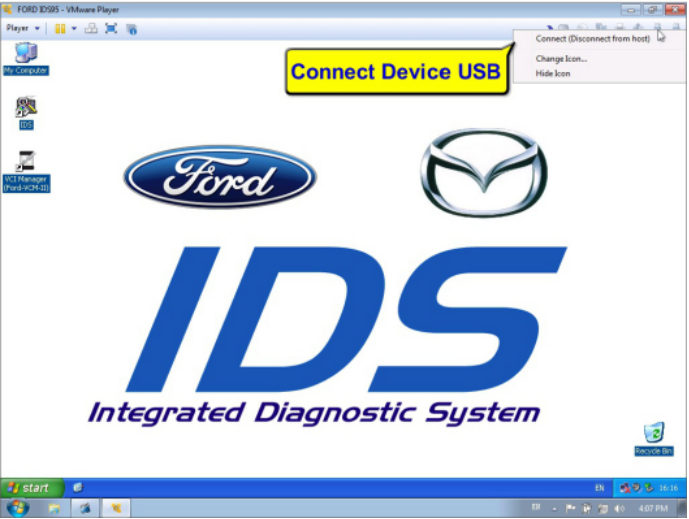 FORD IDS95 - VMware Player
Player
Connect (Disconnect from host)
Change Icon...
Hide Icon
Connect Device USB
My Computer
IDS
VCI Manager
(Ford-VCM-II)
Ford
IDS
Integrated Diagnostic System
Recycle Bin
start
EN
16:16
4:07 PM